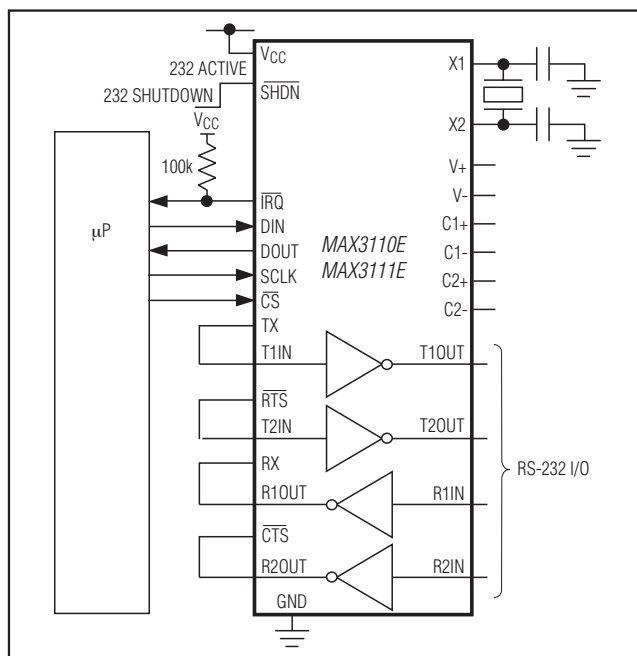 VCC
232 ACTIVE
232 SHUTDOWN
SHDN
VCC
100k
IRQ
μP
DIN
DOUT
SCLK
CS
TX
T1IN
RTS
T2IN
RX
R1OUT
CTS
R2OUT
GND
MAX3110E
MAX3111E
X1
X2
V+
V-
C1+
C1-
C2+
C2-
T1OUT
T2OUT
R1IN
R2IN
RS-232 I/O